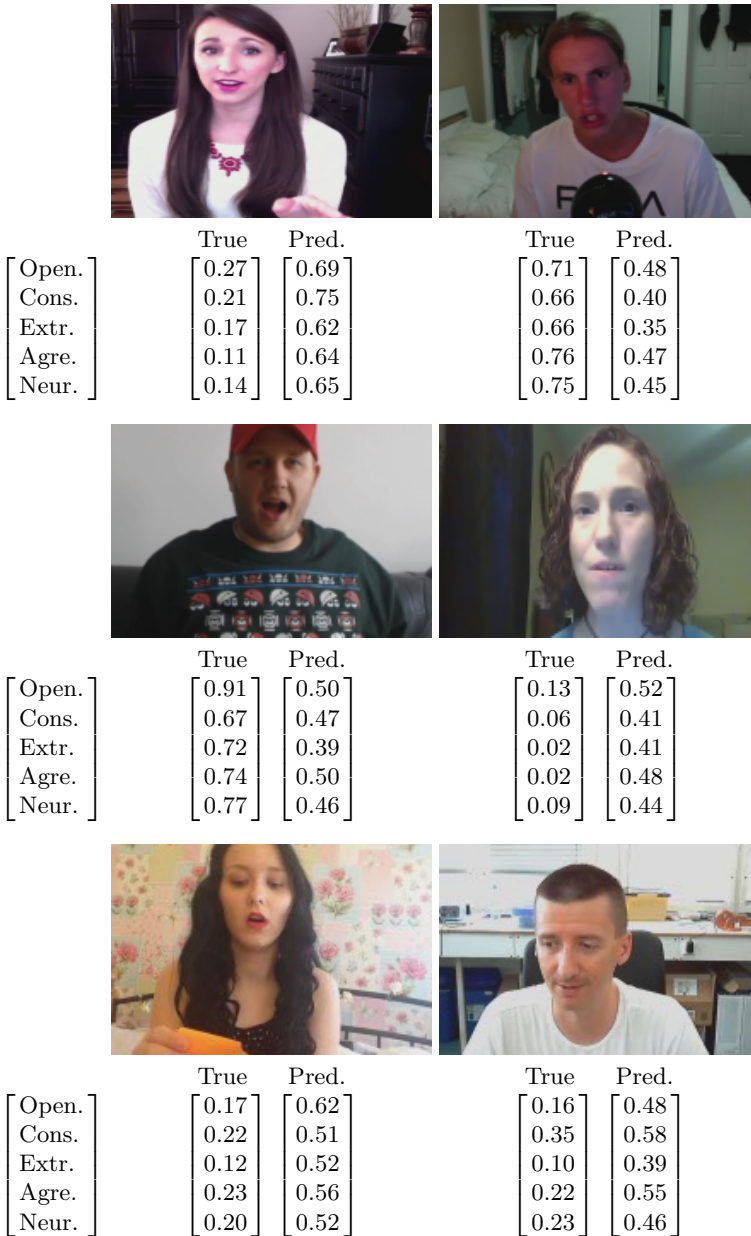 True Pred. True Pred.
Open. 0.27 0.69 0.71 0.48
Cons. 0.21 0.75 0.66 0.40
Extr. 0.17 0.62 0.66 0.35
Agre. 0.11 0.64 0.76 0.47
Neur. 0.14 0.65 0.75 0.45
True Pred. True Pred.
Open. 0.91 0.50 0.13 0.52
Cons. 0.67 0.47 0.06 0.41
Extr. 0.72 0.39 0.02 0.41
Agre. 0.74 0.50 0.02 0.48
Neur. 0.77 0.46 0.09 0.44
True Pred. True Pred.
Open. 0.17 0.62 0.16 0.48
Cons. 0.22 0.51 0.35 0.58
Extr. 0.12 0.52 0.10 0.39
Agre. 0.23 0.56 0.22 0.55
Neur. 0.20 0.52 0.23 0.46